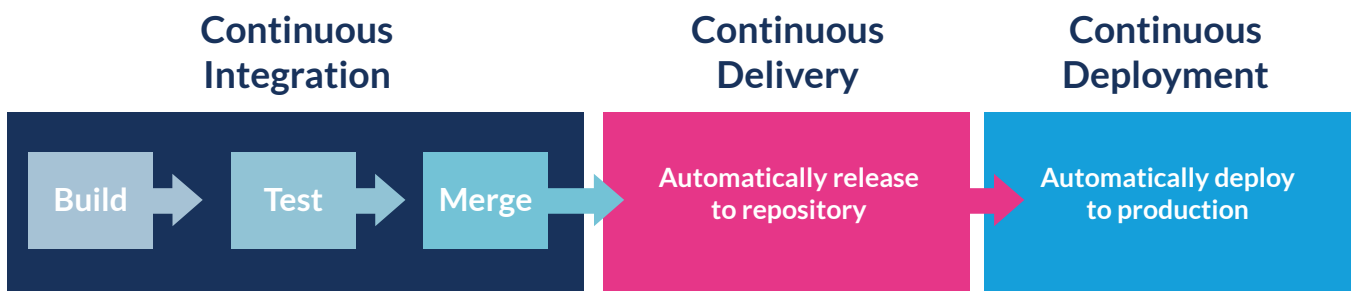 Continuous
Integration
Continuous
Delivery
Continuous
Deployment
Build
Test
Merge
Automatically release
to repository
Automatically deploy
to production